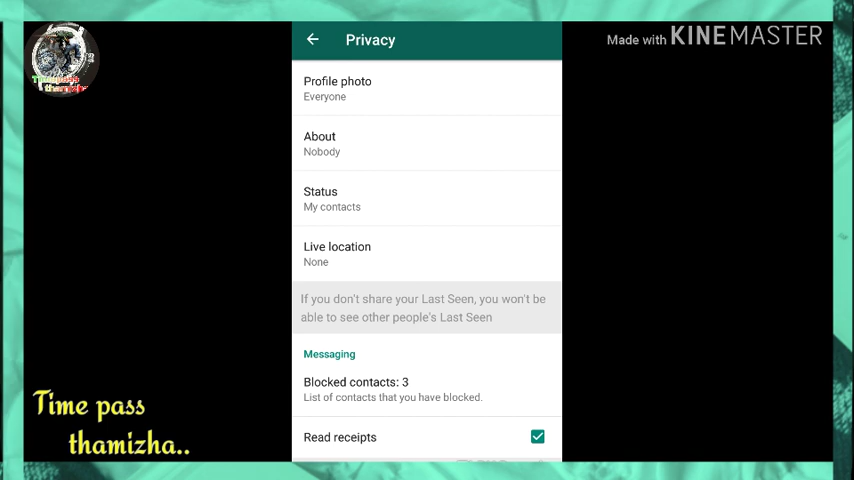 Privacy
Made with KINEMASTER
Profile photo
Everyone
About
Nobody
Status
My contacts
Live location
None
If you don't share your Last Seen, you won't be
able to see other people's Last Seen
Messaging
Blocked contacts: 3
List of contacts that you have blocked.
Read receipts
Time pass
thamizha..